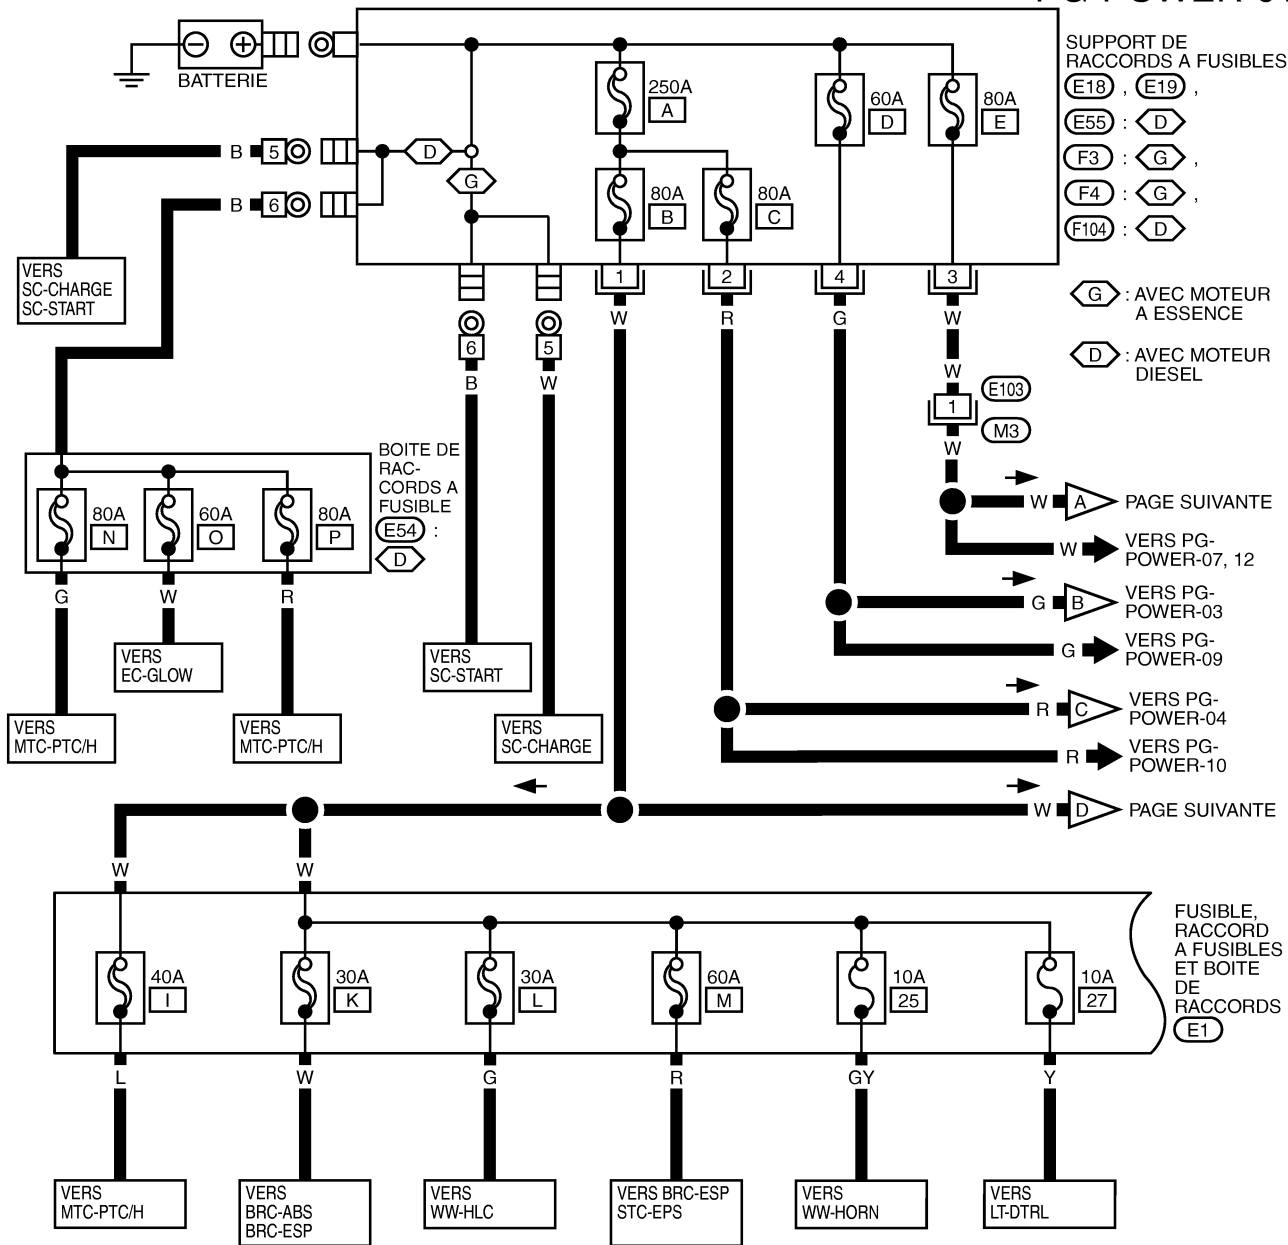 BATTERIE
250A
A
60A
D
80A
E
SUPPORT DE
RACCORDS A FUSIBLES
E18 , E19 ,
E55 : D
F3 : G ,
F4 : G ,
F104 : D
B 5
D
G
B 6
80A
B
80A
C
1 2 4 3
VERS
SC-CHARGE
SC-START
G : AVEC MOTEUR
A ESSENCE
D : AVEC MOTEUR
DIESEL
W R G W
6 5
B W
W
E103
1
M3
W
BOITE DE
RAC-
CORDS A
FUSIBLE
E54 :
D
80A
N
60A
O
80A
P
G W R
VERS
EC-GLOW
VERS
SC-START
VERS
MTC-PTC/H
VERS
MTC-PTC/H
VERS
SC-CHARGE
W A PAGE SUIVANTE
W VERS PG-
POWER-07, 12
G B VERS PG-
POWER-03
G VERS PG-
POWER-09
R C VERS PG-
POWER-04
R VERS PG-
POWER-10
W D PAGE SUIVANTE
W W
40A
I
30A
K
30A
L
60A
M
10A
25
10A
27
FUSIBLE,
RACCORD
A FUSIBLES
ET BOITE
DE
RACCORDS
E1
L W G R GY Y
VERS
MTC-PTC/H
VERS
BRC-ABS
BRC-ESP
VERS
WW-HLC
VERS BRC-ESP
STC-EPS
VERS
WW-HORN
VERS
LT-DTRL